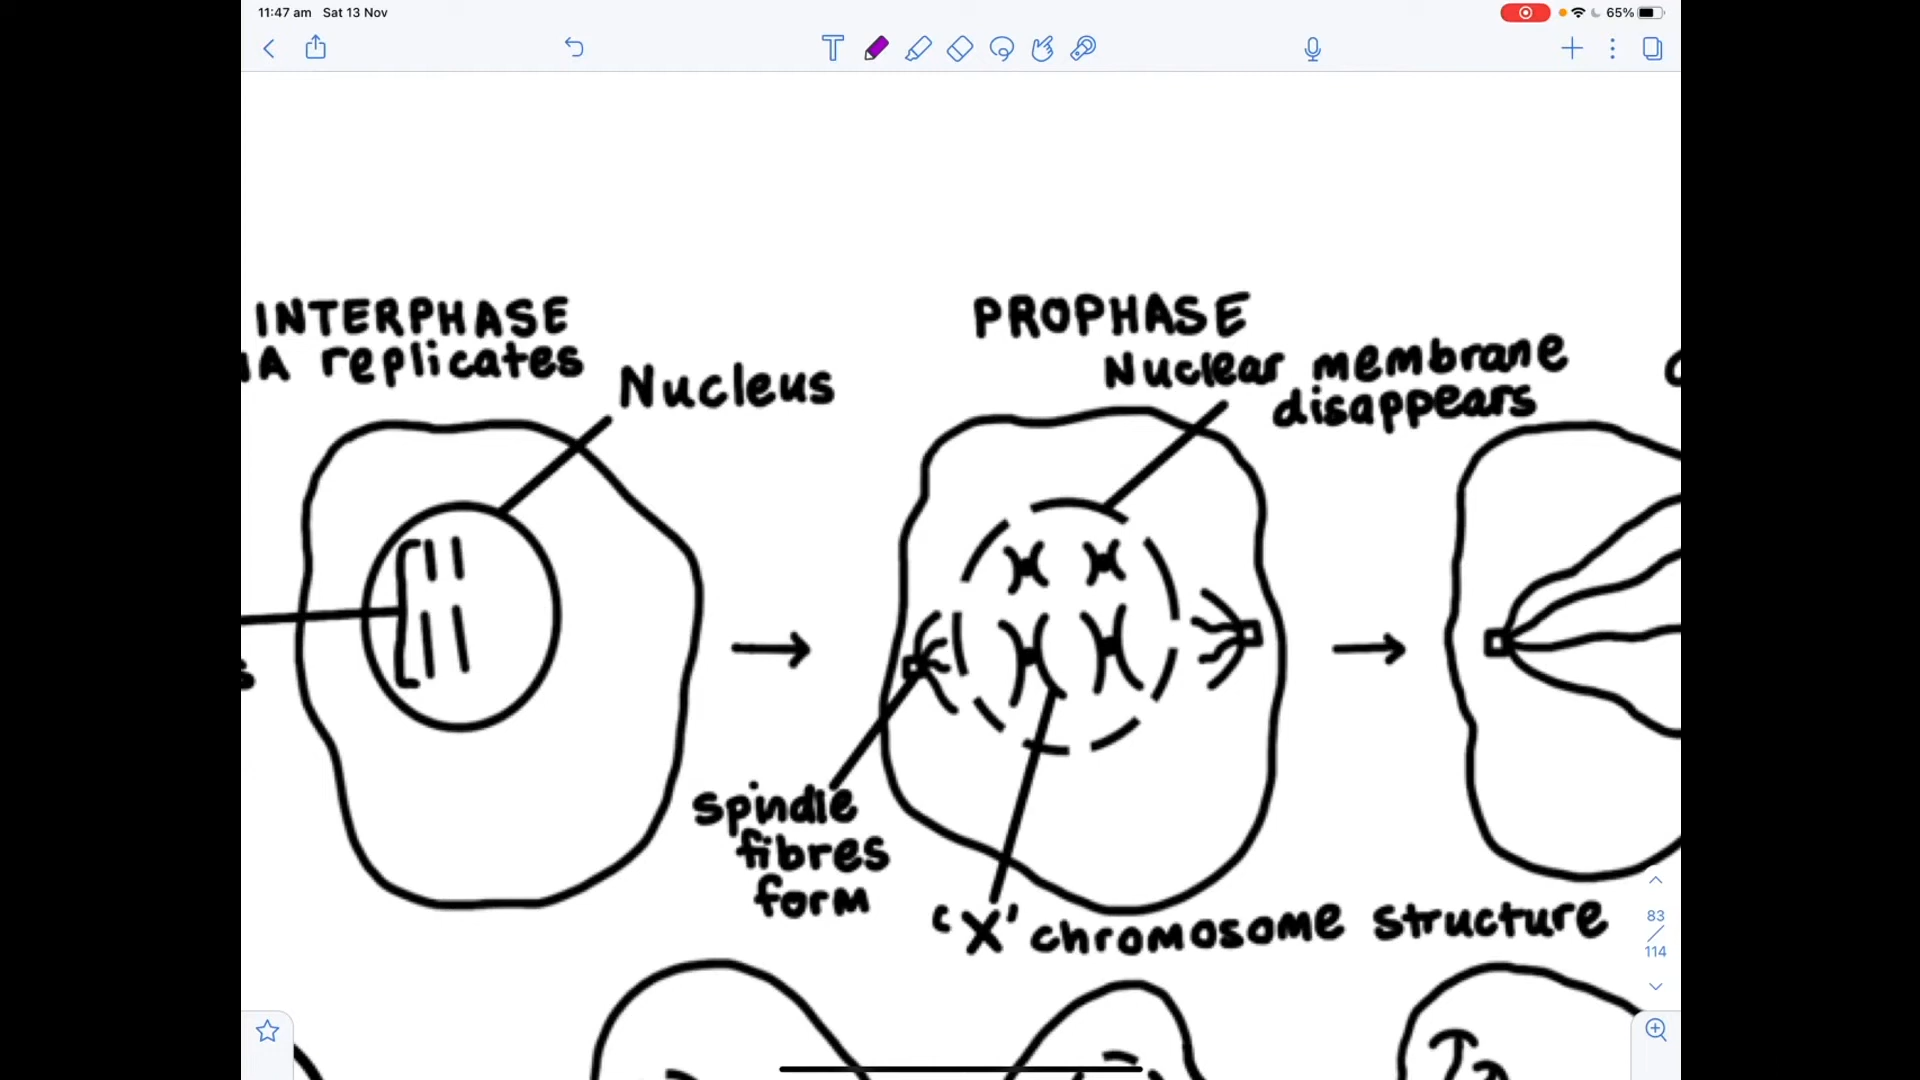 11:47 am Sat 13 Nov
65%
INTERPHASE
A replicates
Nucleus
PROPHASE
Nuclear membrane
disappears
spindle
fibres
form
'X' chromosome structure
83
114